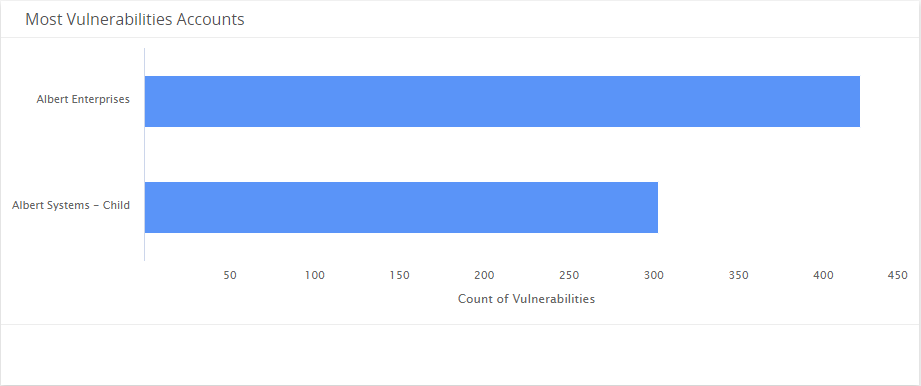 Most Vulnerabilities Accounts
Albert Enterprises
Albert Systems - Child
50 100 150 200 250 300 350 400 450
Count of Vulnerabilities